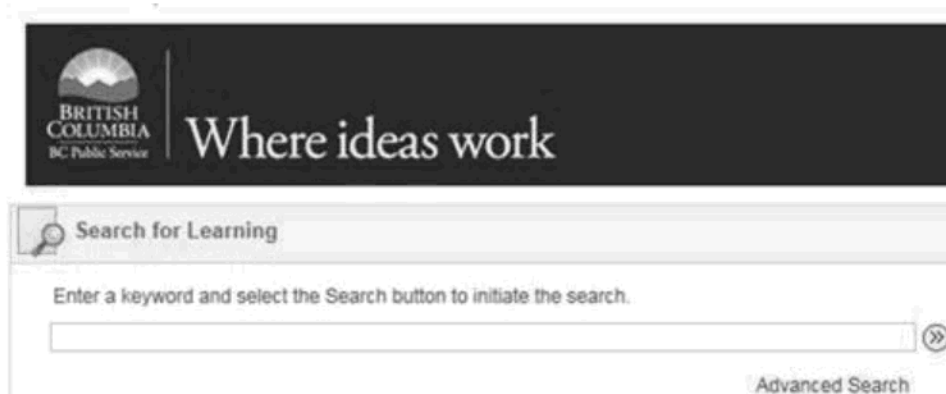 BRITISH
COLUMBIA
BC Public Service
Where ideas work
Search for Learning
Enter a keyword and select the Search button to initiate the search.
Advanced Search